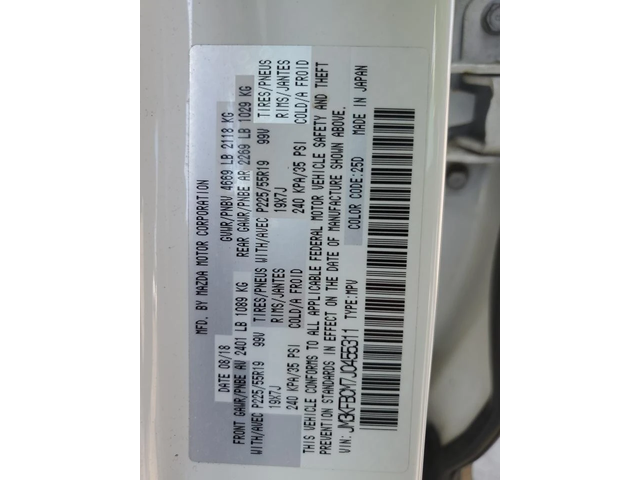 MFD. BY MAZDA MOTOR CORPORATION
DATE 08/18 GVWR/PNBV 4669 LB 2118 KG
FRONT GAWR/PNBE AV 2401 LB 1089 KG REAR GAWR/PNBE AR 2269 LB 1029 KG
WITH/AVEC P225/55R19 99V TIRES/PNEUS WITH/AVEC P225/55R19 99V TIRES/PNEUS
19X7J RIMS/JANTES 19X7J RIMS/JANTES
240 KPA/35 PSI COLD/A FROID 240 KPA/35 PSI COLD/A FROID
THIS VEHICLE CONFORMS TO ALL APPLICABLE FEDERAL MOTOR VEHICLE SAFETY AND THEFT
PREVENTION STANDARDS IN EFFECT ON THE DATE OF MANUFACTURE SHOWN ABOVE.
VIN: JM3KFBCM7J0455311 TYPE:MPV COLOR CODE:25D MADE IN JAPAN